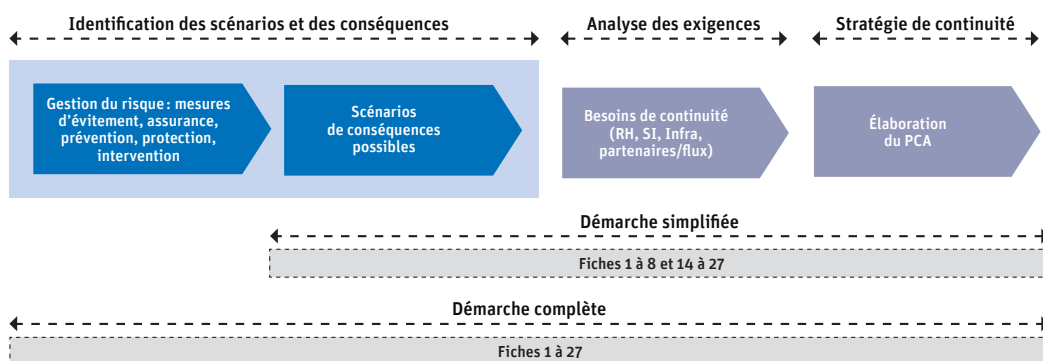 Identification des scénarios et des conséquences
Analyse des exigences
Stratégie de continuité
Gestion du risque : mesures
d'évitement, assurance,
prévention, protection,
intervention
Scénarios
de conséquences
possibles
Besoins de continuité
(RH, SI, Infra,
partenaires/flux)
Élaboration
du PCA
Démarche simplifiée
Fiches 1 à 8 et 14 à 27
Démarche complète
Fiches 1 à 27